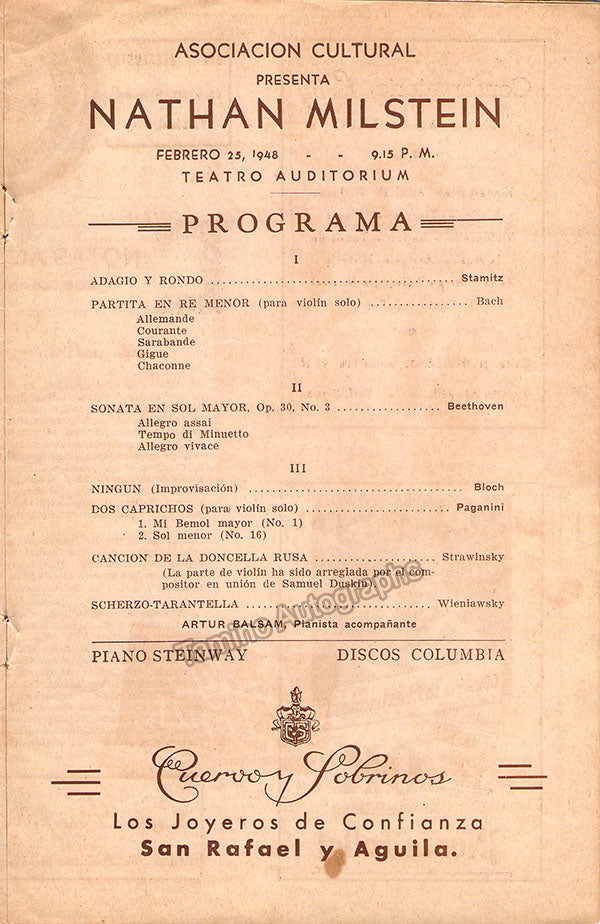 ASOCIACION CULTURAL
PRESENTA
NATHAN MILSTEIN
FEBRERO 25, 1948 - - 9.15 P. M.
TEATRO AUDITORIUM
PROGRAMA
I
ADAGIO Y RONDO ........................................ Stamitz
PARTITA EN RE MENOR (para violín solo) ................ Bach
Allemande
Courante
Sarabande
Gigue
Chaconne
II
SONATA EN SOL MAYOR, Op. 30, No. 3 ................. Beethoven
Allegro assai
Tempo di Minuetto
Allegro vivace
III
NINGUN (Improvisación) ........................................ Bloch
DOS CAPRICHOS (para violín solo) .......................... Paganini
1. Mi Bemol mayor (No. 1)
2. Sol menor (No. 16)
CANCION DE LA DONCELLA RUSA ..................... Strawinsky
(La parte de violín ha sido arreglada por el com-
positor en unión de Samuel Duskin).
SCHERZO-TARANTELLA ................................ Wieniawsky
ARTUR BALSAM, Pianista acompañante
Tamino Autographs
PIANO STEINWAY DISCOS COLUMBIA
CyS
Cuervo y Sobrinos
Los Joyeros de Confianza
San Rafael y Aguila.